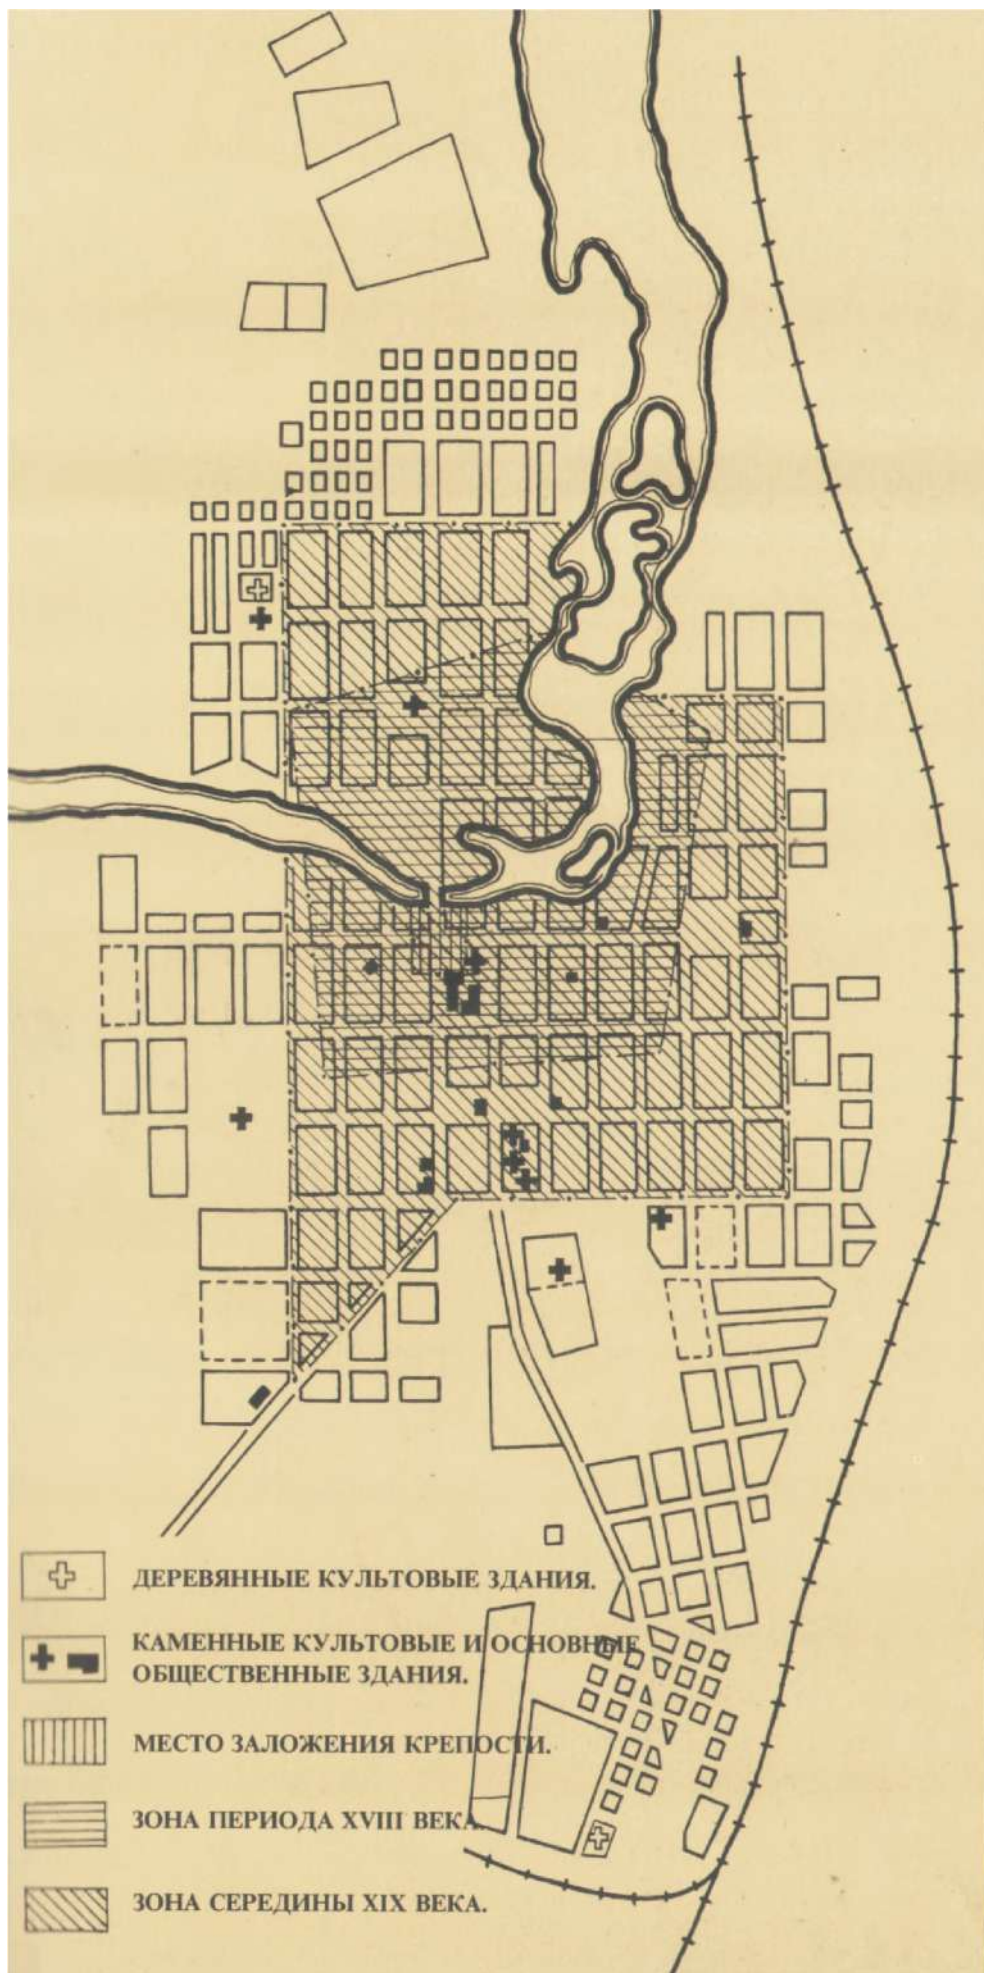 ДЕРЕВЯННЫЕ КУЛЬТОВЫЕ ЗДАНИЯ.
КАМЕННЫЕ КУЛЬТОВЫЕ И ОСНОВНЫЕ
ОБЩЕСТВЕННЫЕ ЗДАНИЯ.
МЕСТО ЗАЛОЖЕНИЯ КРЕПОСТИ.
ЗОНА ПЕРИОДА XVIII ВЕКА.
ЗОНА СЕРЕДИНЫ XIX ВЕКА.